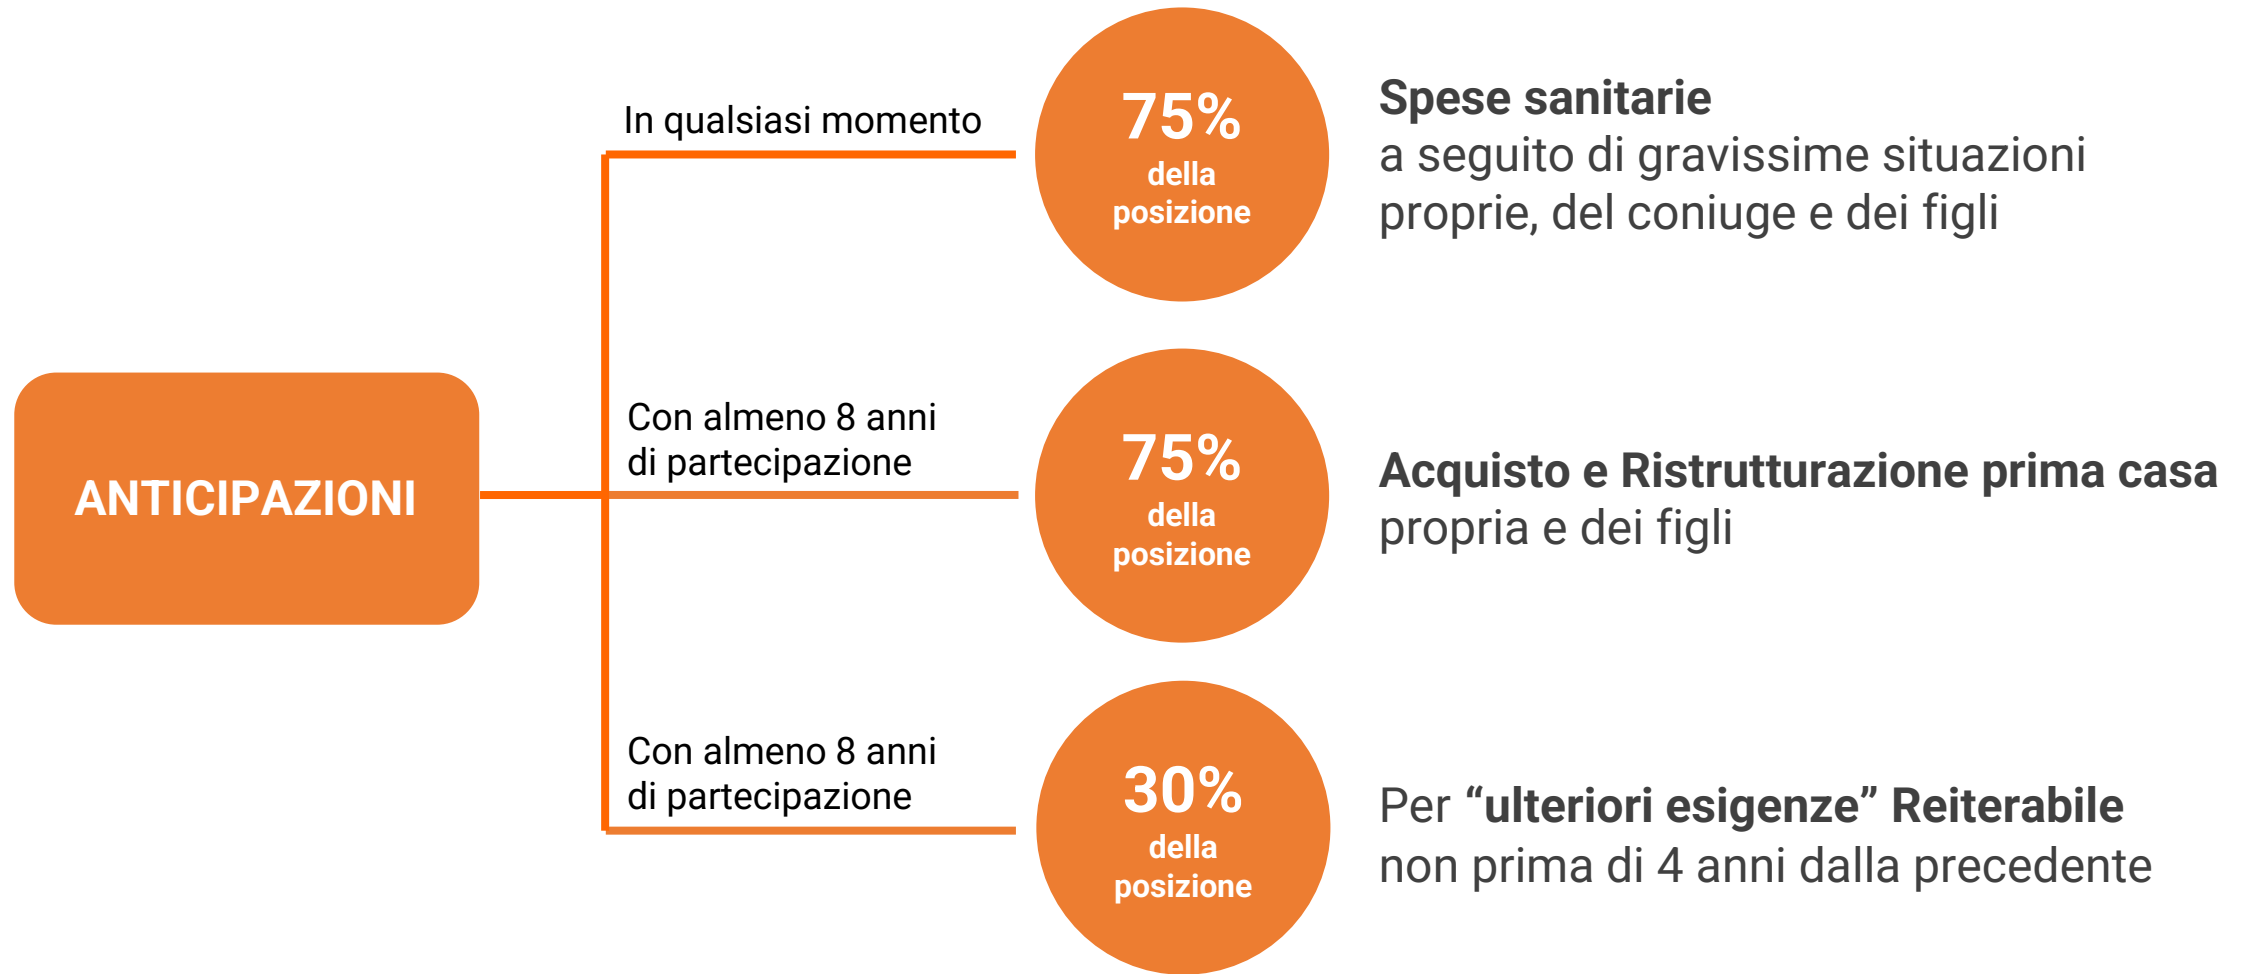 ANTICIPAZIONI
In qualsiasi momento
75%
della
posizione
Spese sanitarie
a seguito di gravissime situazioni
proprie, del coniuge e dei figli
Con almeno 8 anni
di partecipazione
75%
della
posizione
Acquisto e Ristrutturazione prima casa
propria e dei figli
Con almeno 8 anni
di partecipazione
30%
della
posizione
Per “ulteriori esigenze” Reiterabile
non prima di 4 anni dalla precedente